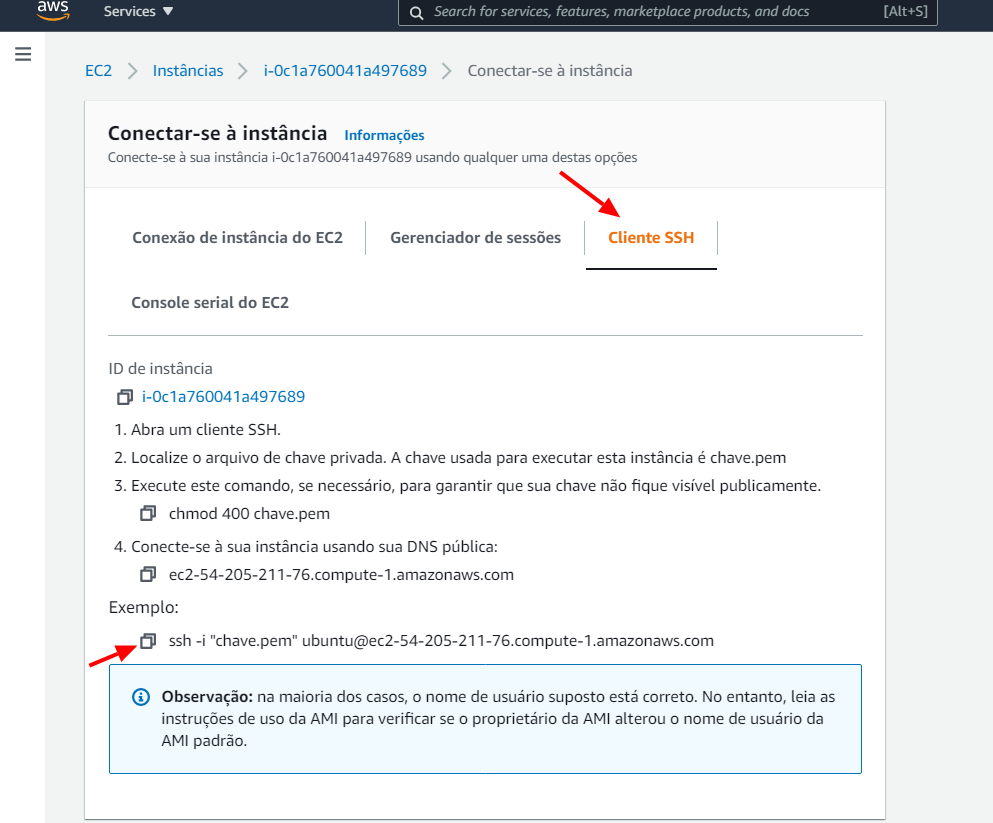 aws
Services
Search for services, features, marketplace products, and docs
[Alt+S]
EC2
Instâncias
i-0c1a760041a497689
Conectar-se à instância
Conectar-se à instância Informações
Conecte-se à sua instância i-0c1a760041a497689 usando qualquer uma destas opções
Conexão de instância do EC2
Gerenciador de sessões
Cliente SSH
Console serial do EC2
ID de instância
i-0c1a760041a497689
1. Abra um cliente SSH.
2. Localize o arquivo de chave privada. A chave usada para executar esta instância é chave.pem
3. Execute este comando, se necessário, para garantir que sua chave não fique visível publicamente.
chmod 400 chave.pem
4. Conecte-se à sua instância usando sua DNS pública:
ec2-54-205-211-76.compute-1.amazonaws.com
Exemplo:
ssh -i "chave.pem" ubuntu@ec2-54-205-211-76.compute-1.amazonaws.com
Observação: na maioria dos casos, o nome de usuário suposto está correto. No entanto, leia as
instruções de uso da AMI para verificar se o proprietário da AMI alterou o nome de usuário da
AMI padrão.